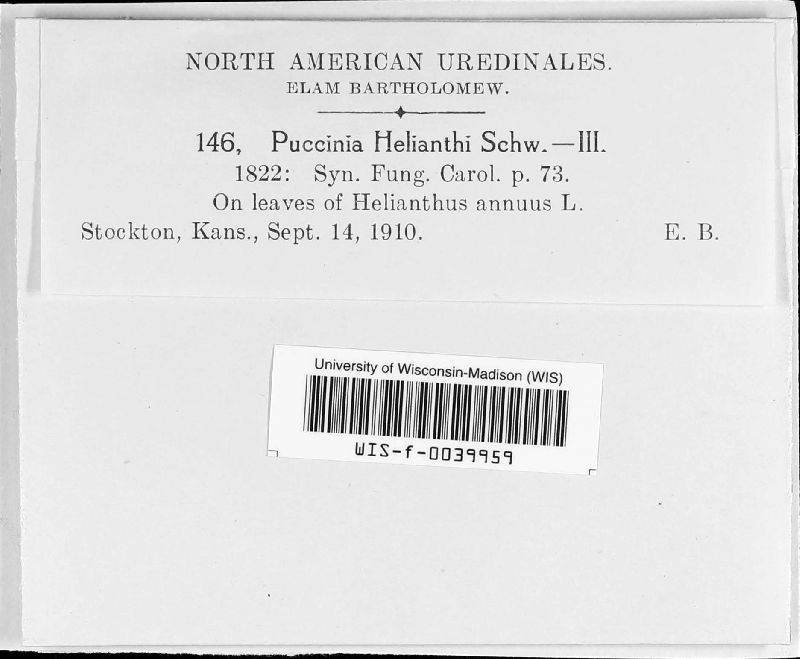 NORTH AMERICAN UREDINALES.
ELAM BARTHOLOMEW.
146, Puccinia Helianthi Schw.—III.
1822: Syn. Fung. Carol. p. 73.
On leaves of Helianthus annuus L.
Stockton, Kans., Sept. 14, 1910. E. B.
University of Wisconsin-Madison (WIS)
WIS-f-0039959